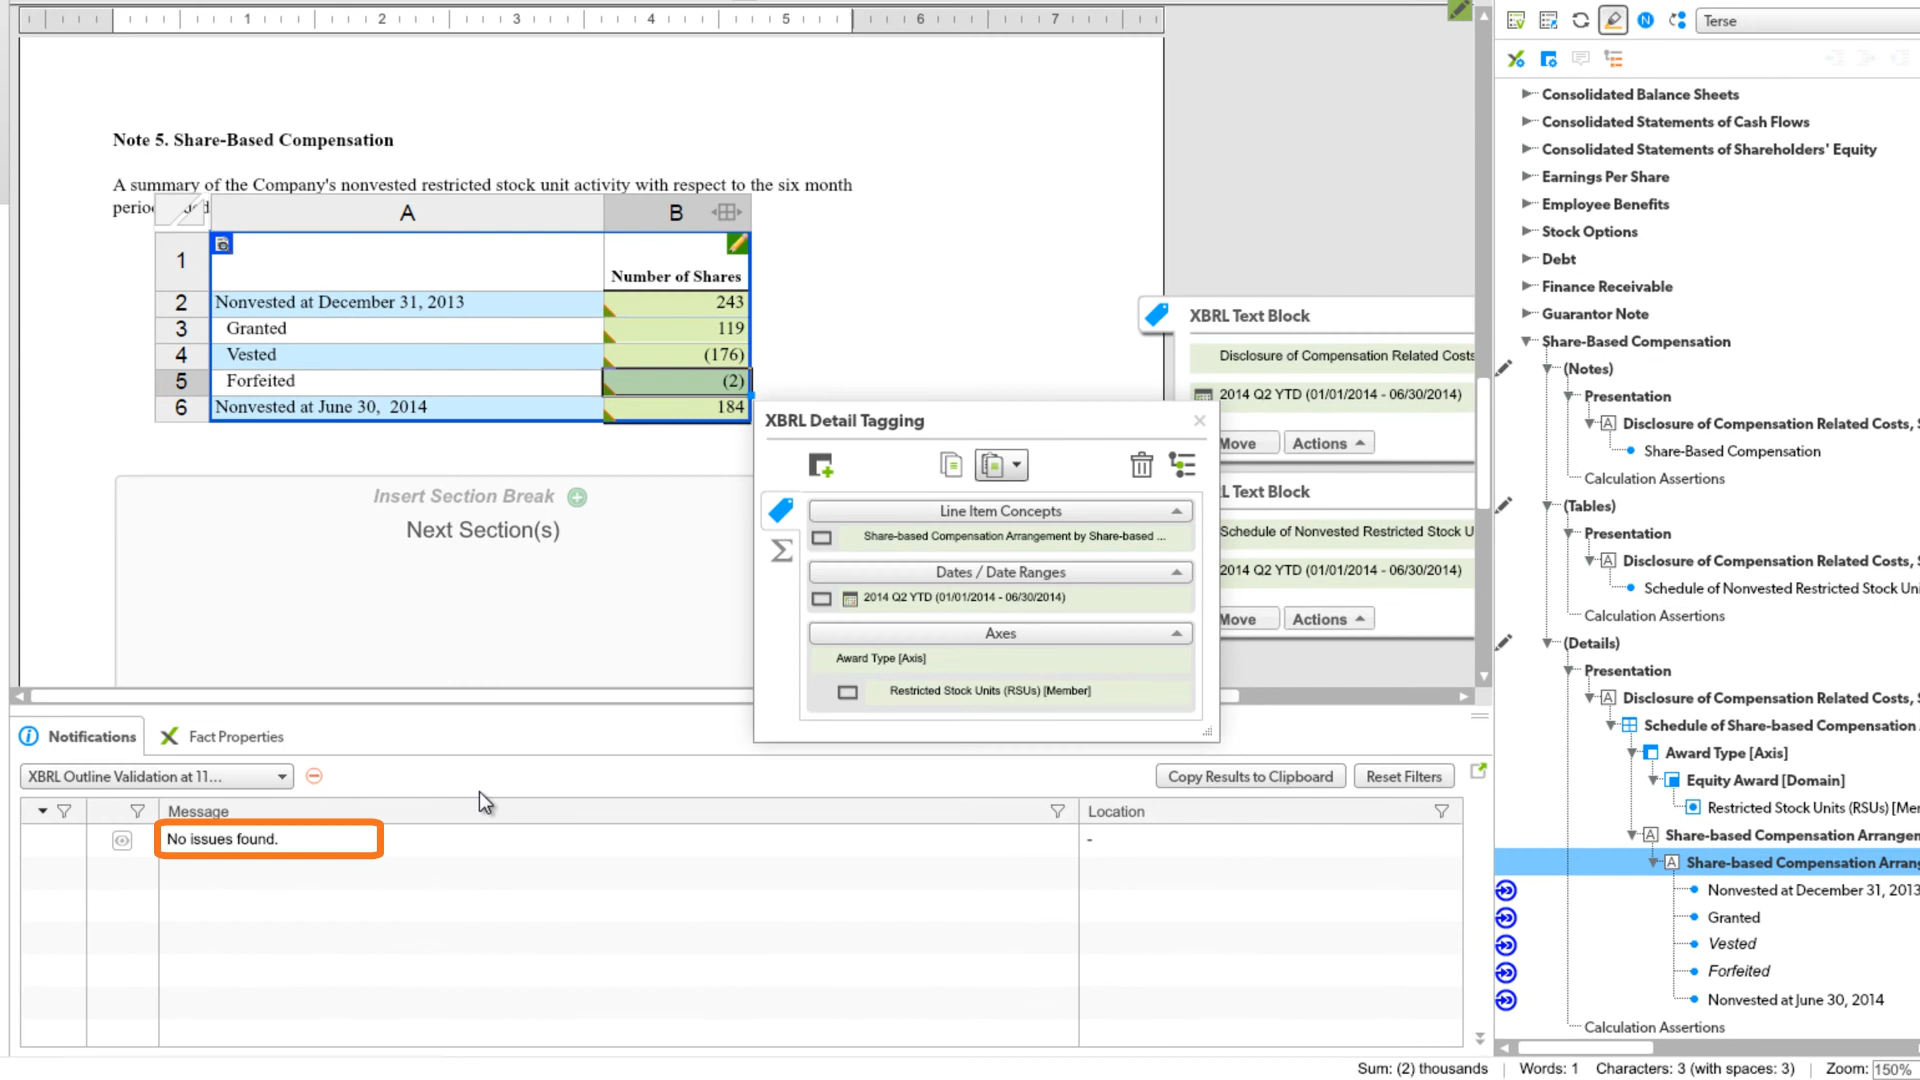 1 2 3 4 5 6 7
Terse
Note 5. Share-Based Compensation
A summary of the Company's nonvested restricted stock unit activity with respect to the six month
A B
1 Number of Shares
2 Nonvested at December 31, 2013 243
3 Granted 119
4 Vested (176)
5 Forfeited (2)
6 Nonvested at June 30, 2014 184
Insert Section Break
Next Section(s)
XBRL Text Block
Disclosure of Compensation Related Costs
2014 Q2 YTD (01/01/2014 - 06/30/2014)
Move Actions
Text Block
Schedule of Nonvested Restricted Stock U
2014 Q2 YTD (01/01/2014 - 06/30/2014)
Move Actions
XBRL Detail Tagging
Line Item Concepts
Share-based Compensation Arrangement by Share-based ...
Dates / Date Ranges
2014 Q2 YTD (01/01/2014 - 06/30/2014)
Axes
Award Type [Axis]
Restricted Stock Units (RSUs) [Member]
Notifications Fact Properties
XBRL Outline Validation at 11...
Copy Results to Clipboard Reset Filters
Message Location
No issues found. -
Consolidated Balance Sheets
Consolidated Statements of Cash Flows
Consolidated Statements of Shareholders' Equity
Earnings Per Share
Employee Benefits
Stock Options
Debt
Finance Receivable
Guarantor Note
Share-Based Compensation
(Notes)
Presentation
A Disclosure of Compensation Related Costs, S
Share-Based Compensation
Calculation Assertions
(Tables)
Presentation
A Disclosure of Compensation Related Costs, S
Schedule of Nonvested Restricted Stock Uni
Calculation Assertions
(Details)
Presentation
A Disclosure of Compensation Related Costs, S
Schedule of Share-based Compensation
Award Type [Axis]
Equity Award [Domain]
Restricted Stock Units (RSUs) [Mer
A Share-based Compensation Arrangem
A Share-based Compensation Arrang
Nonvested at December 31, 2013
Granted
Vested
Forfeited
Nonvested at June 30, 2014
Calculation Assertions
Sum: (2) thousands Words: 1 Characters: 3 (with spaces: 3) Zoom: 150%